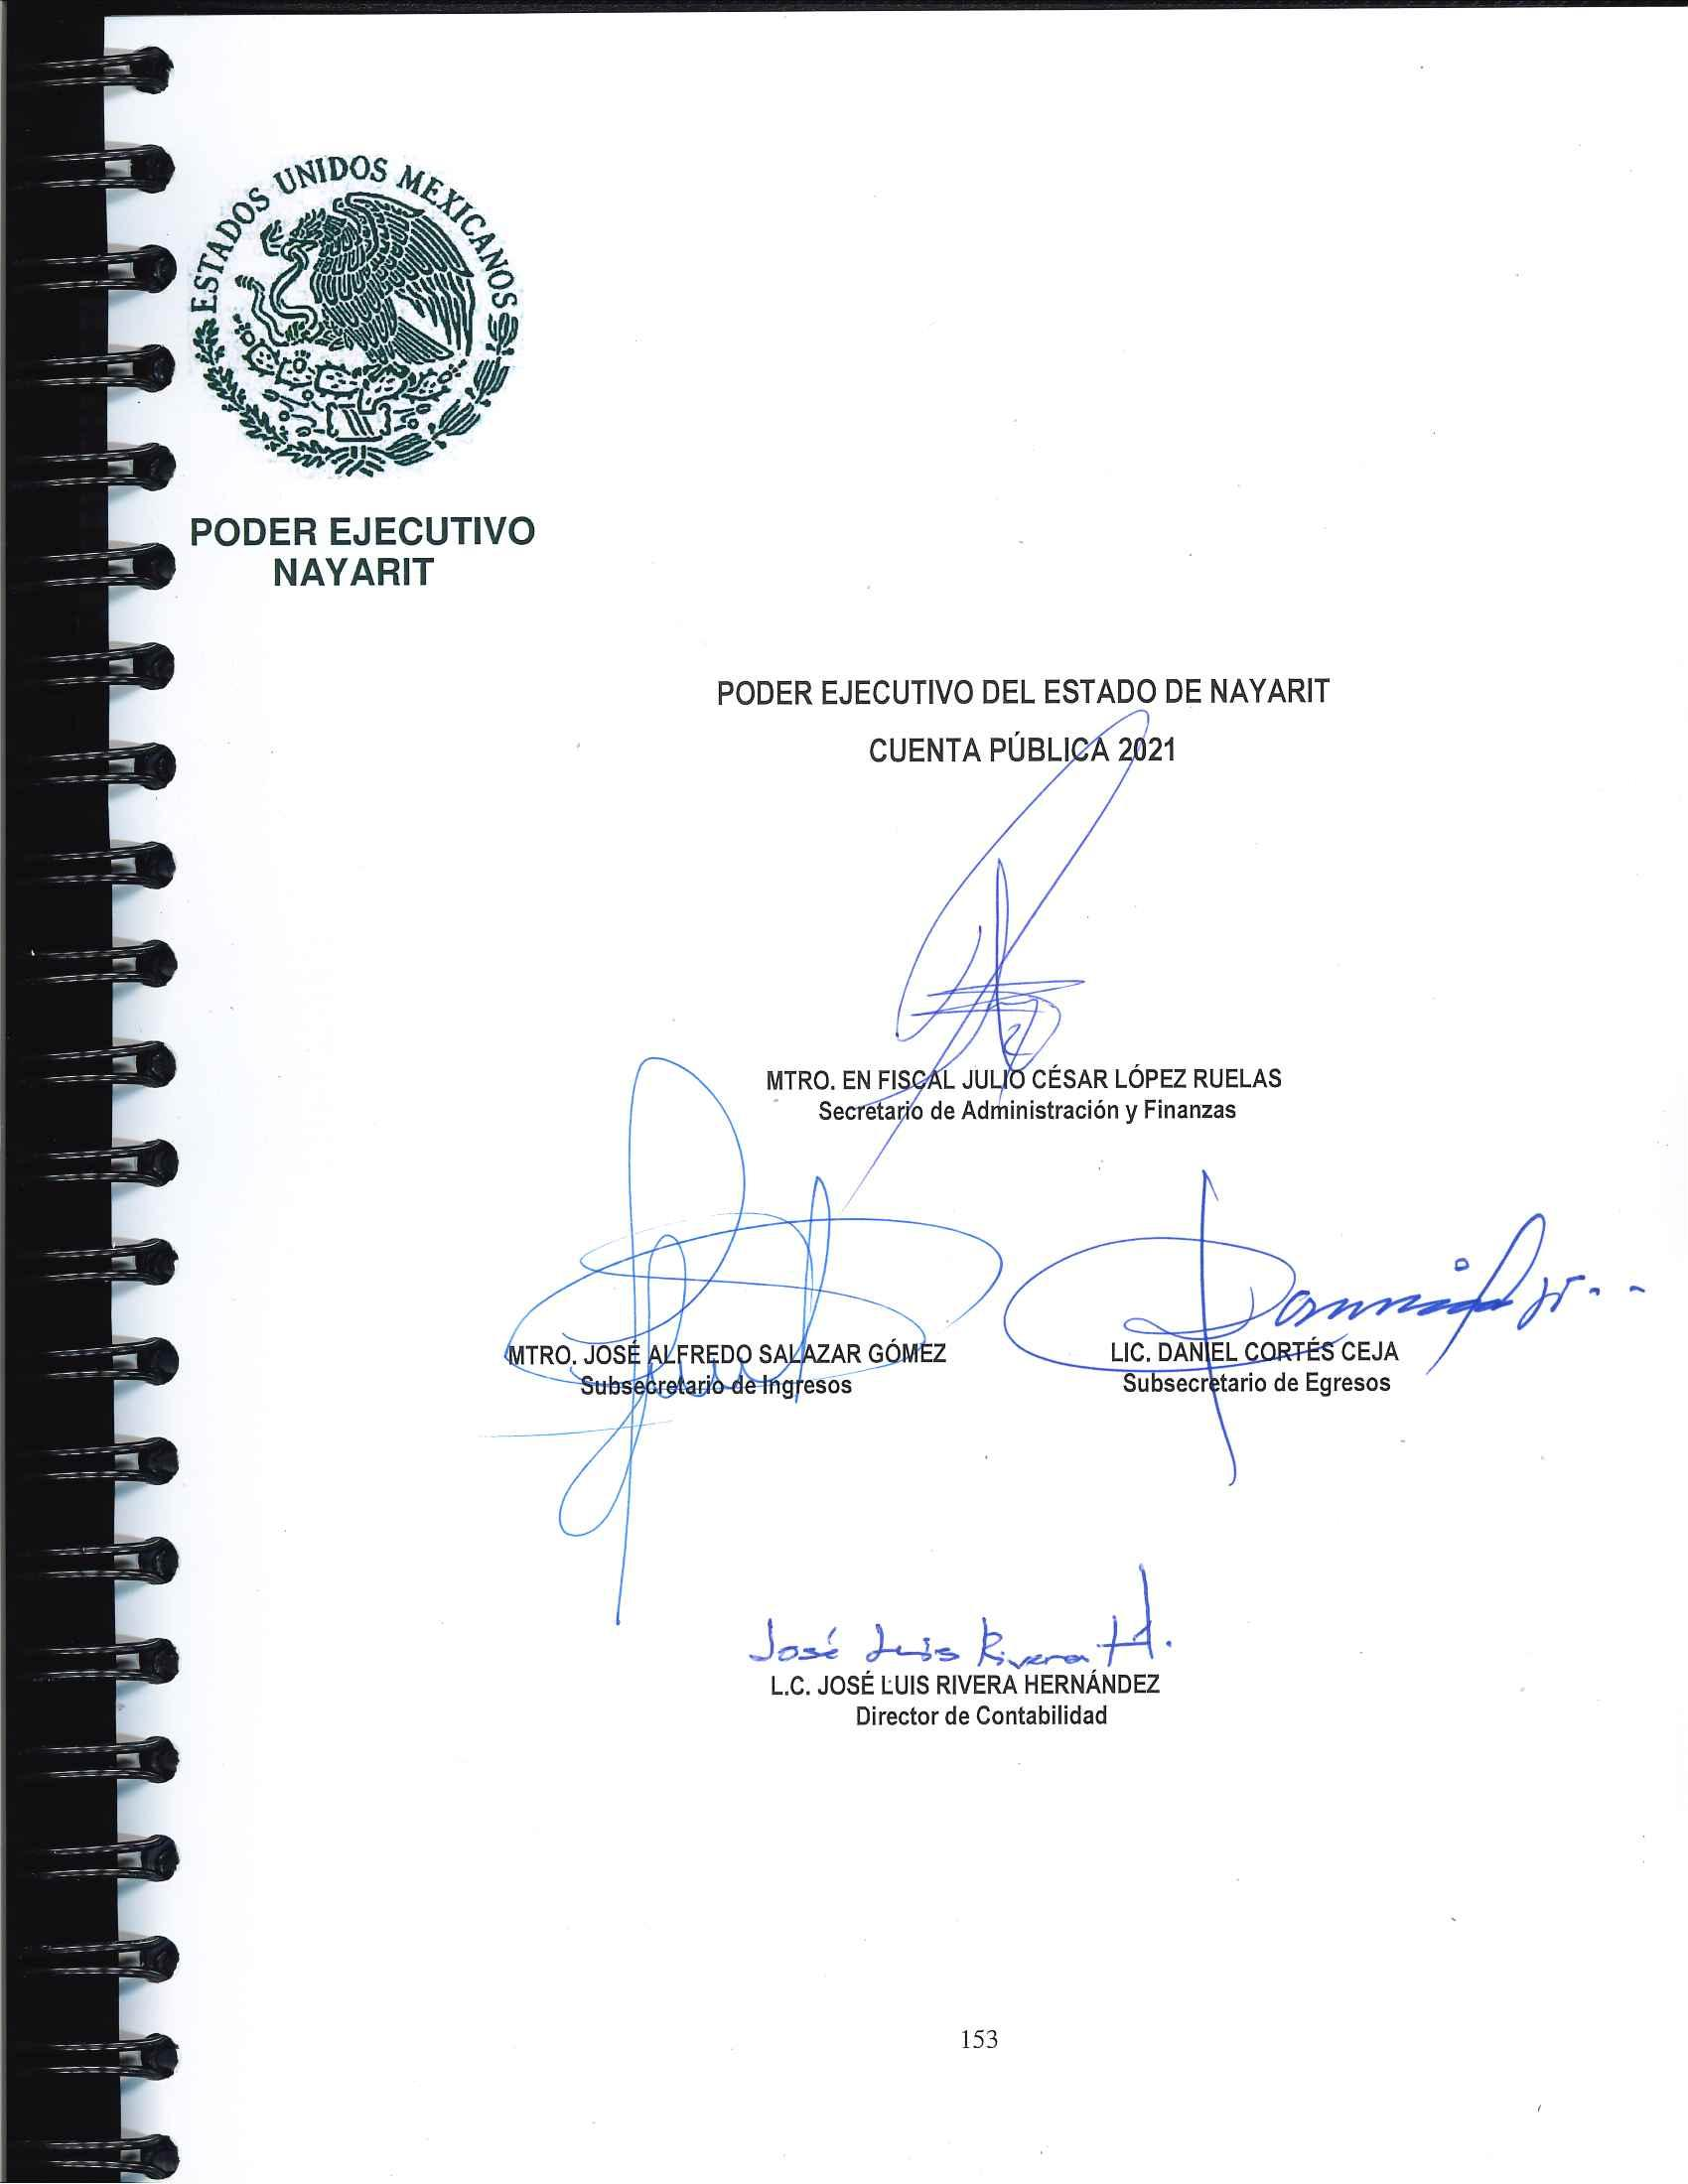 ESTADOS UNIDOS MEXICANOS
PODER EJECUTIVO
NAYARIT
PODER EJECUTIVO DEL ESTADO DE NAYARIT
CUENTA PÚBLICA 2021
MTRO. EN FISCAL JULIO CÉSAR LÓPEZ RUELAS
Secretario de Administración y Finanzas
MTRO. JOSÉ ALFREDO SALAZAR GÓMEZ
Subsecretario de Ingresos
LIC. DANIEL CORTÉS CEJA
Subsecretario de Egresos
José Luis Rivera H.
L.C. JOSÉ LUIS RIVERA HERNÁNDEZ
Director de Contabilidad
153